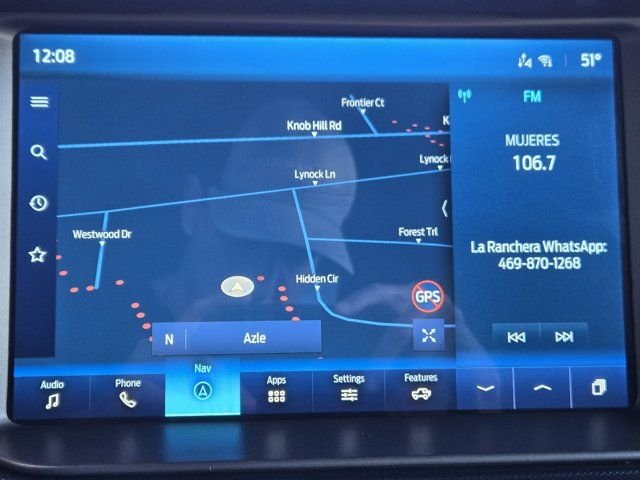 12:08
51°
Frontier Ct
FM
Knob Hill Rd
K
MUJERES
106.7
Lynock
Lynock Ln
Westwood Dr
Forest Trl
La Ranchera WhatsApp:
469-870-1268
Hidden Cir
GPS
N
Azle
Audio
Phone
Nav
Apps
Settings
Features